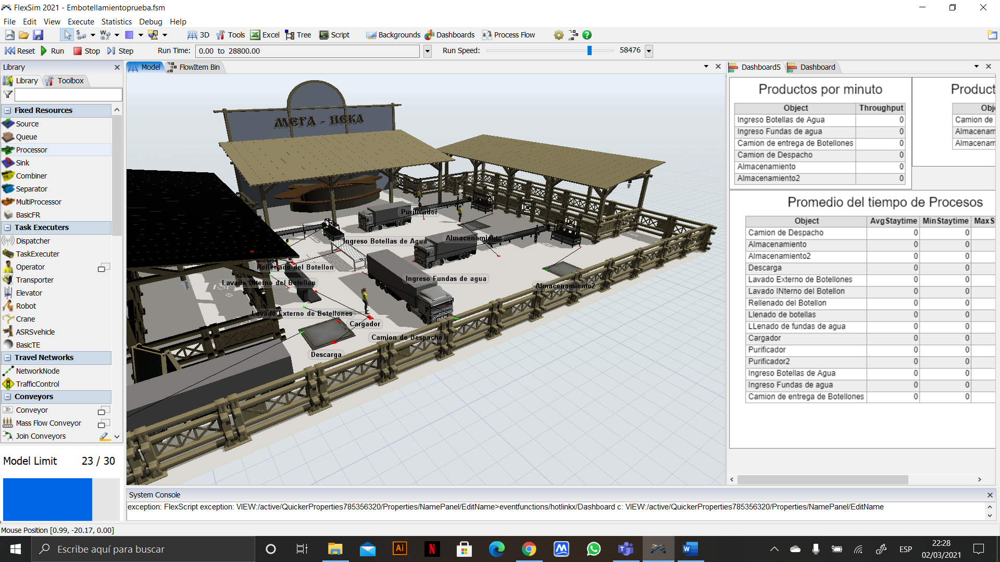 FlexSim 2021 - Embotellamientoprueba.fsm
File Edit View Execute Statistics Debug Help
3D Tools Excel Tree Script Backgrounds Dashboards Process Flow
Reset Run Stop Step Run Time: 0.00 to 28800.00 Run Speed: 58476
Library
Library Toolbox
Fixed Resources
Source
Queue
Processor
Sink
Combiner
Separator
MultiProcessor
BasicFR
Task Executers
Dispatcher
TaskExecuter
Operator
Transporter
Elevator
Robot
Crane
ASRSvehicle
BasicTE
Travel Networks
NetworkNode
TrafficControl
Conveyors
Conveyor
Mass Flow Conveyor
Join Conveyors
Model Limit 23 / 30
Model FlowItem Bin
МЕГА - ПЕКА
Purificador
Ingreso Botellas de Agua
Almacenamiento
Rellenado del Botellon
Ingreso Fundas de agua
Lavado INterno del Botellon
Almacenamiento2
Lavado Externo de Botellones
Cargador
Camion de Despacho
Descarga
Dashboard5 Dashboard
Productos por minuto
Object Throughput
Ingreso Botellas de Agua 0
Ingreso Fundas de agua 0
Camion de entrega de Botellones 0
Camion de Despacho 0
Almacenamiento 0
Almacenamiento2 0
Product
Obj
Camion de
Almacenam
Almacenam
Promedio del tiempo de Procesos
Object AvgStaytime MinStaytime MaxS
Camion de Despacho 0 0
Almacenamiento 0 0
Almacenamiento2 0 0
Descarga 0 0
Lavado Externo de Botellones 0 0
Lavado INterno del Botellon 0 0
Rellenado del Botellon 0 0
Llenado de botellas 0 0
LLenado de fundas de agua 0 0
Cargador 0 0
Purificador 0 0
Purificador2 0 0
Ingreso Botellas de Agua 0 0
Ingreso Fundas de agua 0 0
Camion de entrega de Botellones 0 0
System Console
exception: FlexScript exception: VIEW:/active/QuickerProperties785356320/Properties/NamePanel/EditName>eventfunctions/hotlinkx/Dashboard c: VIEW:/active/QuickerProperties785356320/Properties/NamePanel/EditName
Mouse Position [0.99, -20.17, 0.00]
Escribe aquí para buscar
Ai
N
W
ESP
22:28
02/03/2021